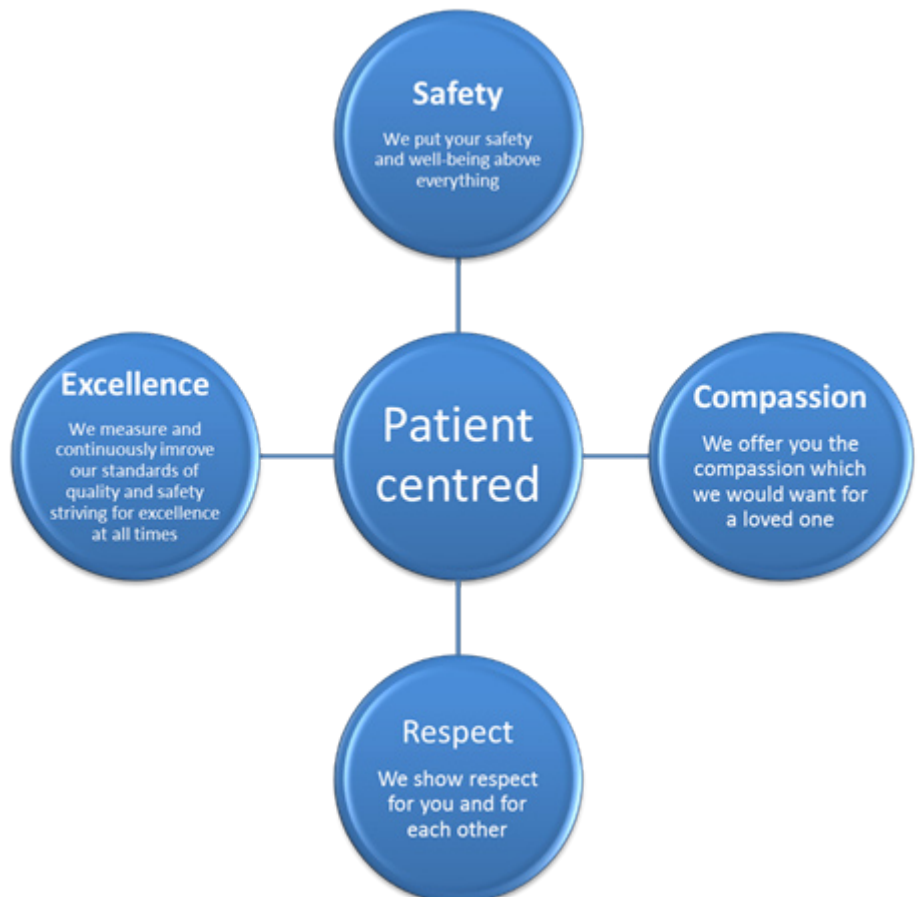 Safety
We put your safety
and well-being above
everything
Excellence
We measure and
continuously imrove
our standards of
quality and safety
striving for excellence
at all times
Patient
centred
Compassion
We offer you the
compassion which
we would want for
a loved one
Respect
We show respect
for you and for
each other